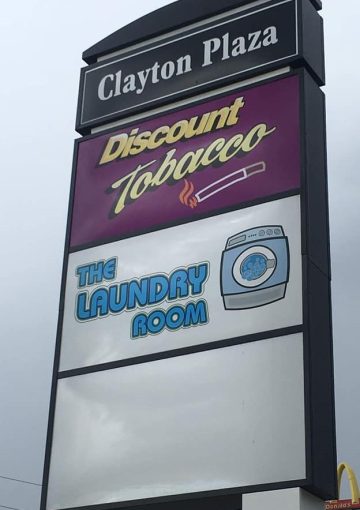 Clayton Plaza
Discount
Tobacco
THE
LAUNDRY
ROOM